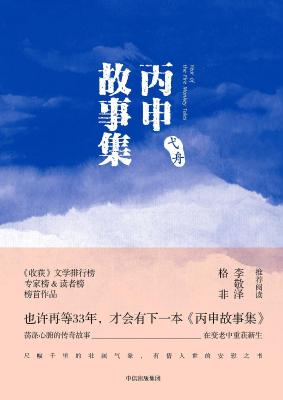 丙申
故事集
Year of
the Fire Monkey Tales
弋舟
《收获》文学排行榜
专家榜 & 读者榜
榜首作品
推荐阅读
李敬泽
格非
也许再等33年,才会有下一本《丙申故事集》
荡涤心腑的传奇故事
在变老中重获新生
尺幅千里的壮阔气象,有情人世的安慰之书
中信出版集团